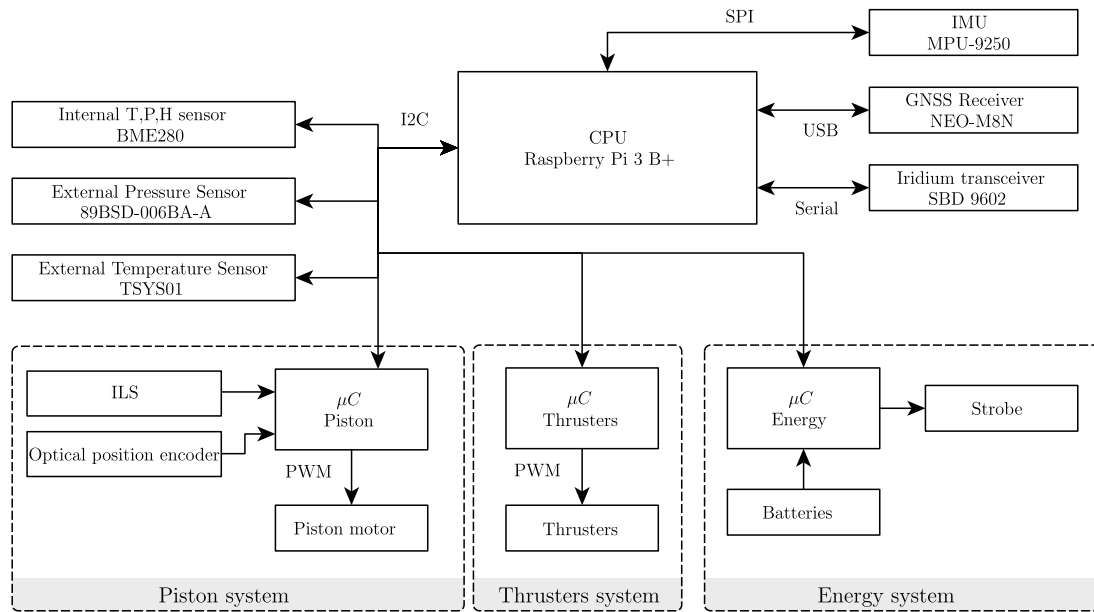 SPI
IMU
MPU-9250
Internal T,P,H sensor
BME280
I2C
CPU
Raspberry Pi 3 B+
USB
GNSS Receiver
NEO-M8N
External Pressure Sensor
89BSD-006BA-A
Serial
Iridium transceiver
SBD 9602
External Temperature Sensor
TSYS01
ILS
Optical position encoder
μC
Piston
PWM
Piston motor
Piston system
μC
Thrusters
PWM
Thrusters
Thrusters system
μC
Energy
Strobe
Batteries
Energy system